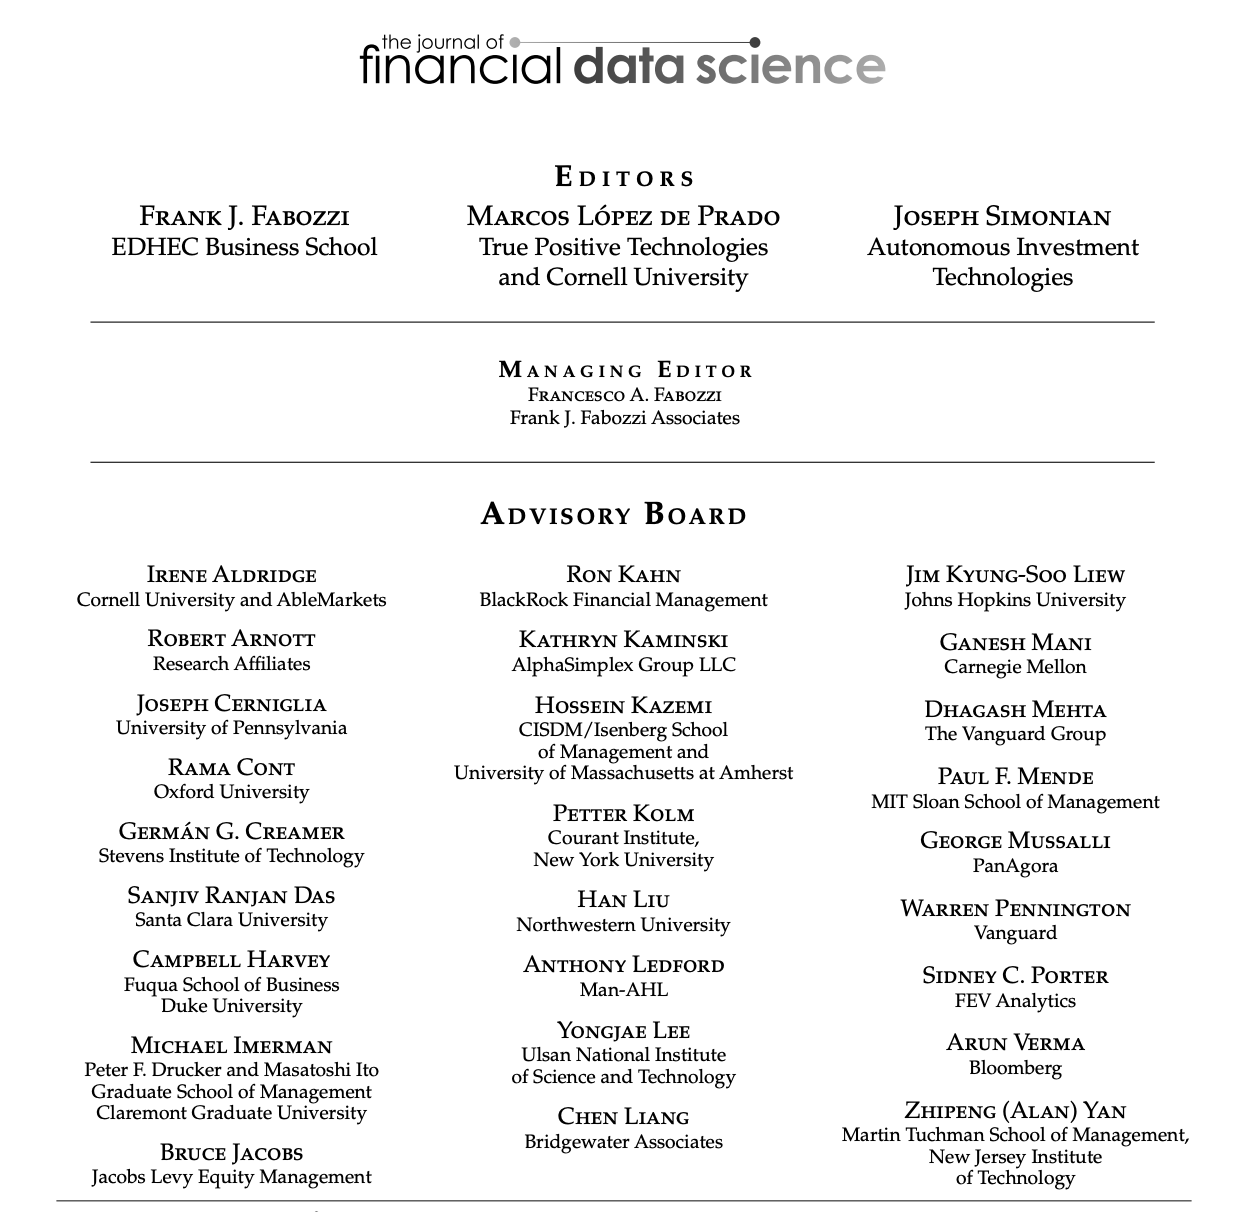 the journal of
financial data science
EDITORS
FRANK J. FABOZZI
EDHEC Business School
MARCOS LÓPEZ DE PRADO
True Positive Technologies
and Cornell University
JOSEPH SIMONIAN
Autonomous Investment
Technologies
MANAGING EDITOR
FRANCESCO A. FABOZZI
Frank J. Fabozzi Associates
ADVISORY BOARD
IRENE ALDRIDGE
Cornell University and AbleMarkets
ROBERT ARNOTT
Research Affiliates
JOSEPH CERNIGLIA
University of Pennsylvania
RAMA CONT
Oxford University
GERMÁN G. CREAMER
Stevens Institute of Technology
SANJIV RANJAN DAS
Santa Clara University
CAMPBELL HARVEY
Fuqua School of Business
Duke University
MICHAEL IMERMAN
Peter F. Drucker and Masatoshi Ito
Graduate School of Management
Claremont Graduate University
BRUCE JACOBS
Jacobs Levy Equity Management
RON KAHN
BlackRock Financial Management
KATHRYN KAMINSKI
AlphaSimplex Group LLC
HOSSEIN KAZEMI
CISDM/Isenberg School
of Management and
University of Massachusetts at Amherst
PETTER KOLM
Courant Institute,
New York University
HAN LIU
Northwestern University
ANTHONY LEDFORD
Man-AHL
YONGJAE LEE
Ulsan National Institute
of Science and Technology
CHEN LIANG
Bridgewater Associates
JIM KYUNG-SOO LIEW
Johns Hopkins University
GANESH MANI
Carnegie Mellon
DHAGASH MEHTA
The Vanguard Group
PAUL F. MENDE
MIT Sloan School of Management
GEORGE MUSSALLI
PanAgora
WARREN PENNINGTON
Vanguard
SIDNEY C. PORTER
FEV Analytics
ARUN VERMA
Bloomberg
ZHIPENG (ALAN) YAN
Martin Tuchman School of Management,
New Jersey Institute
of Technology